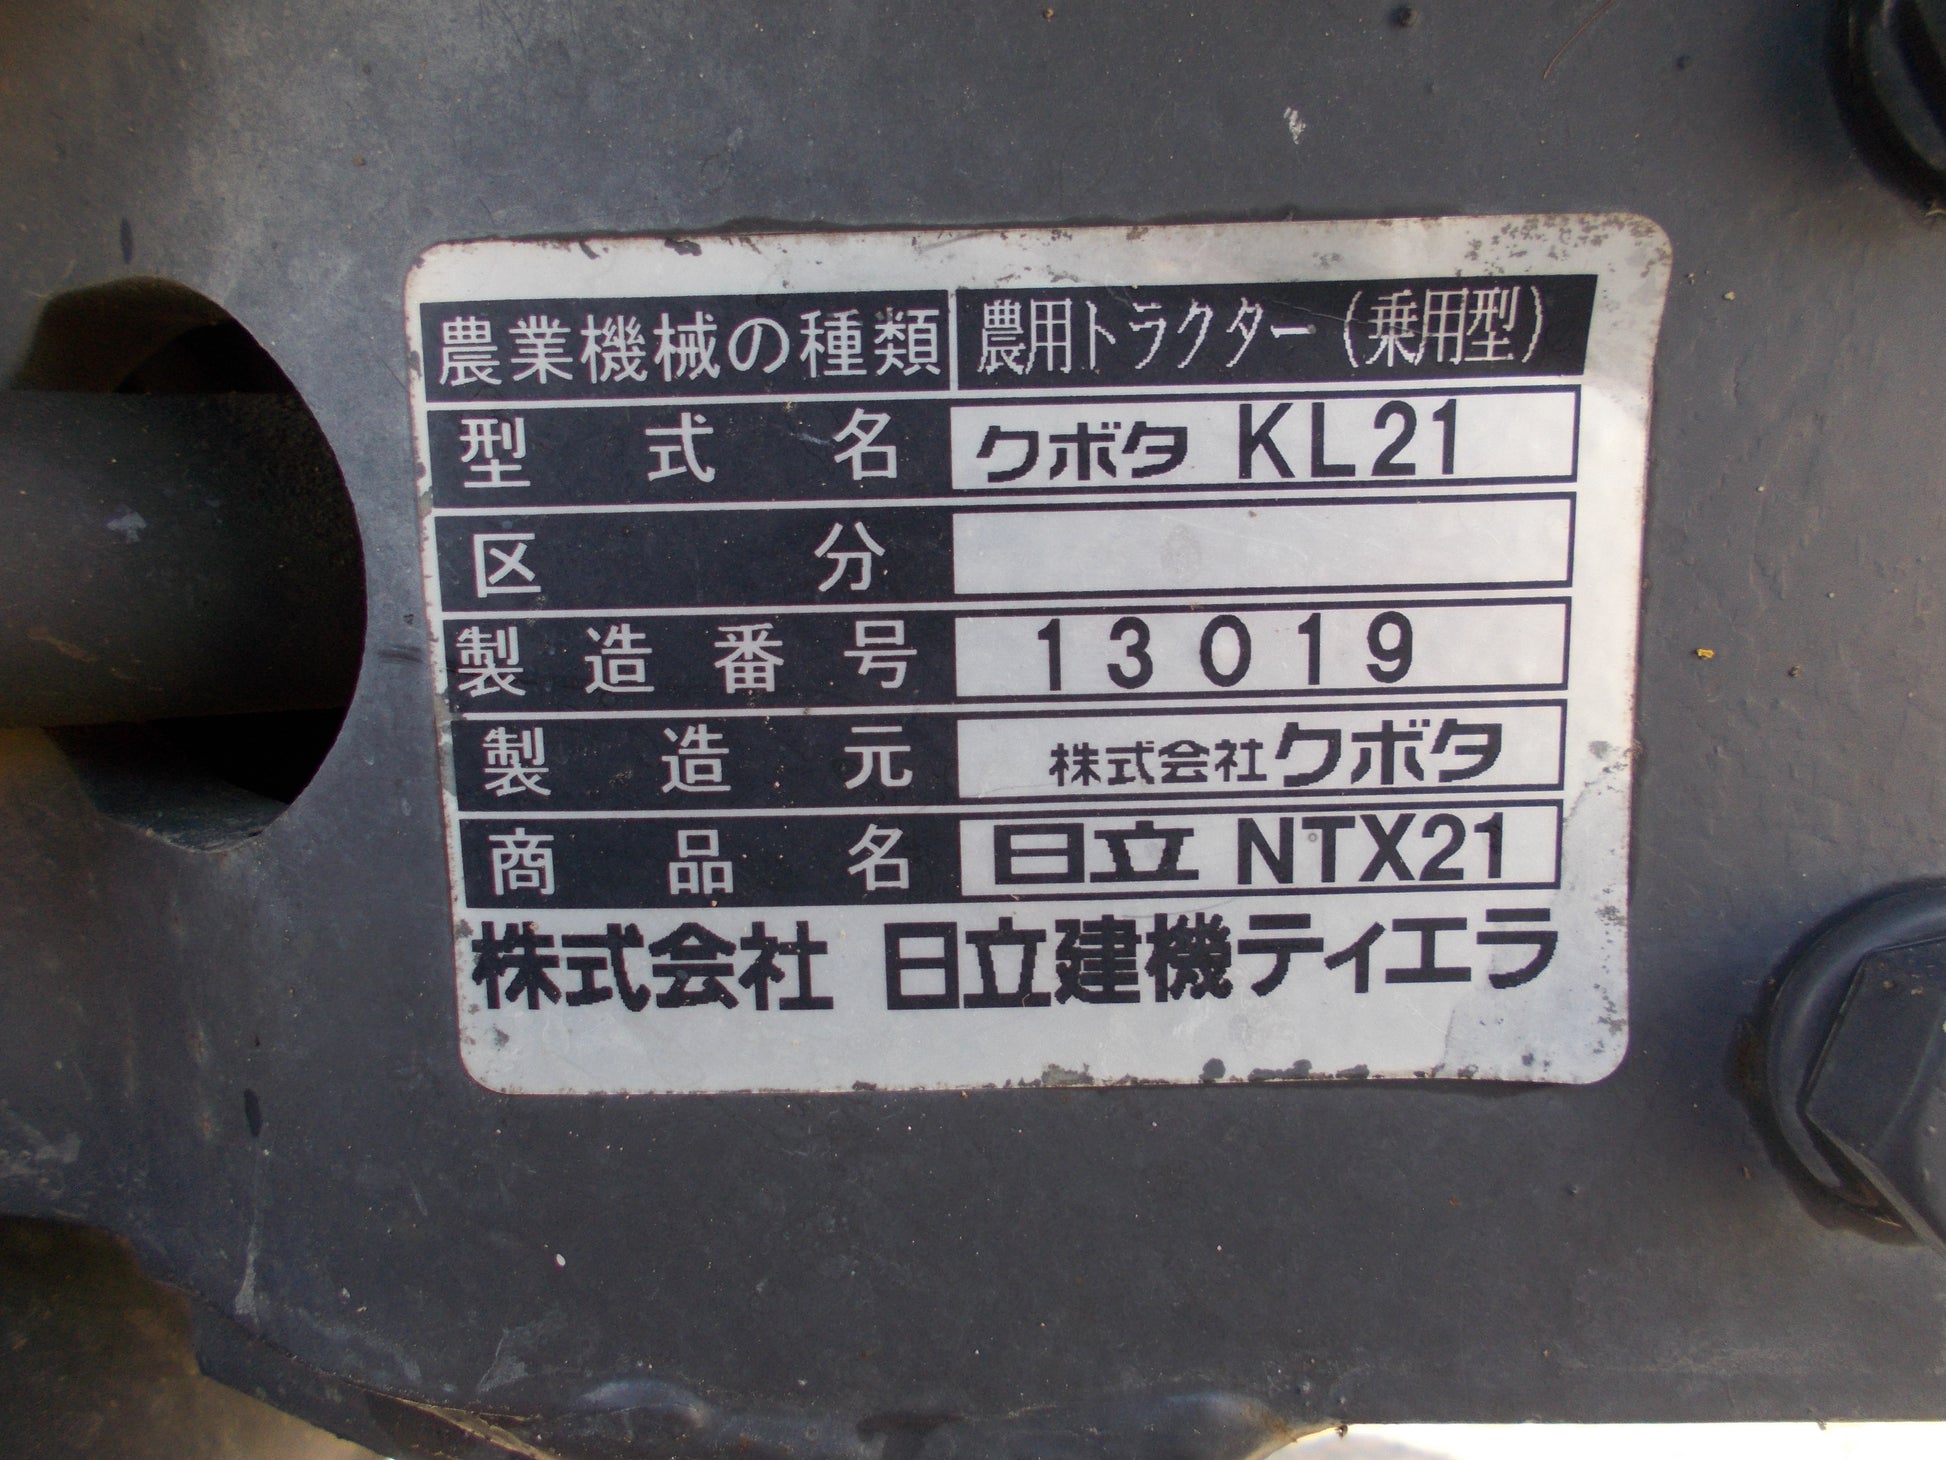 農業機械の種類 農用トラクター（乗用型）
型式名 クボタ KL21
区分
製造番号 13019
製造元 株式会社クボタ
商品名 日立 NTX21
株式会社 日立建機ティエラ